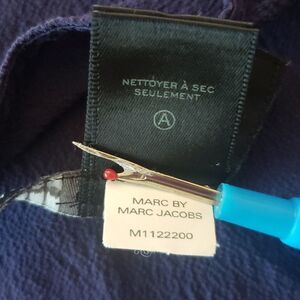 NETTOYER À SEC
SEULEMENT
A
MARC BY
MARC JACOBS
M1122200